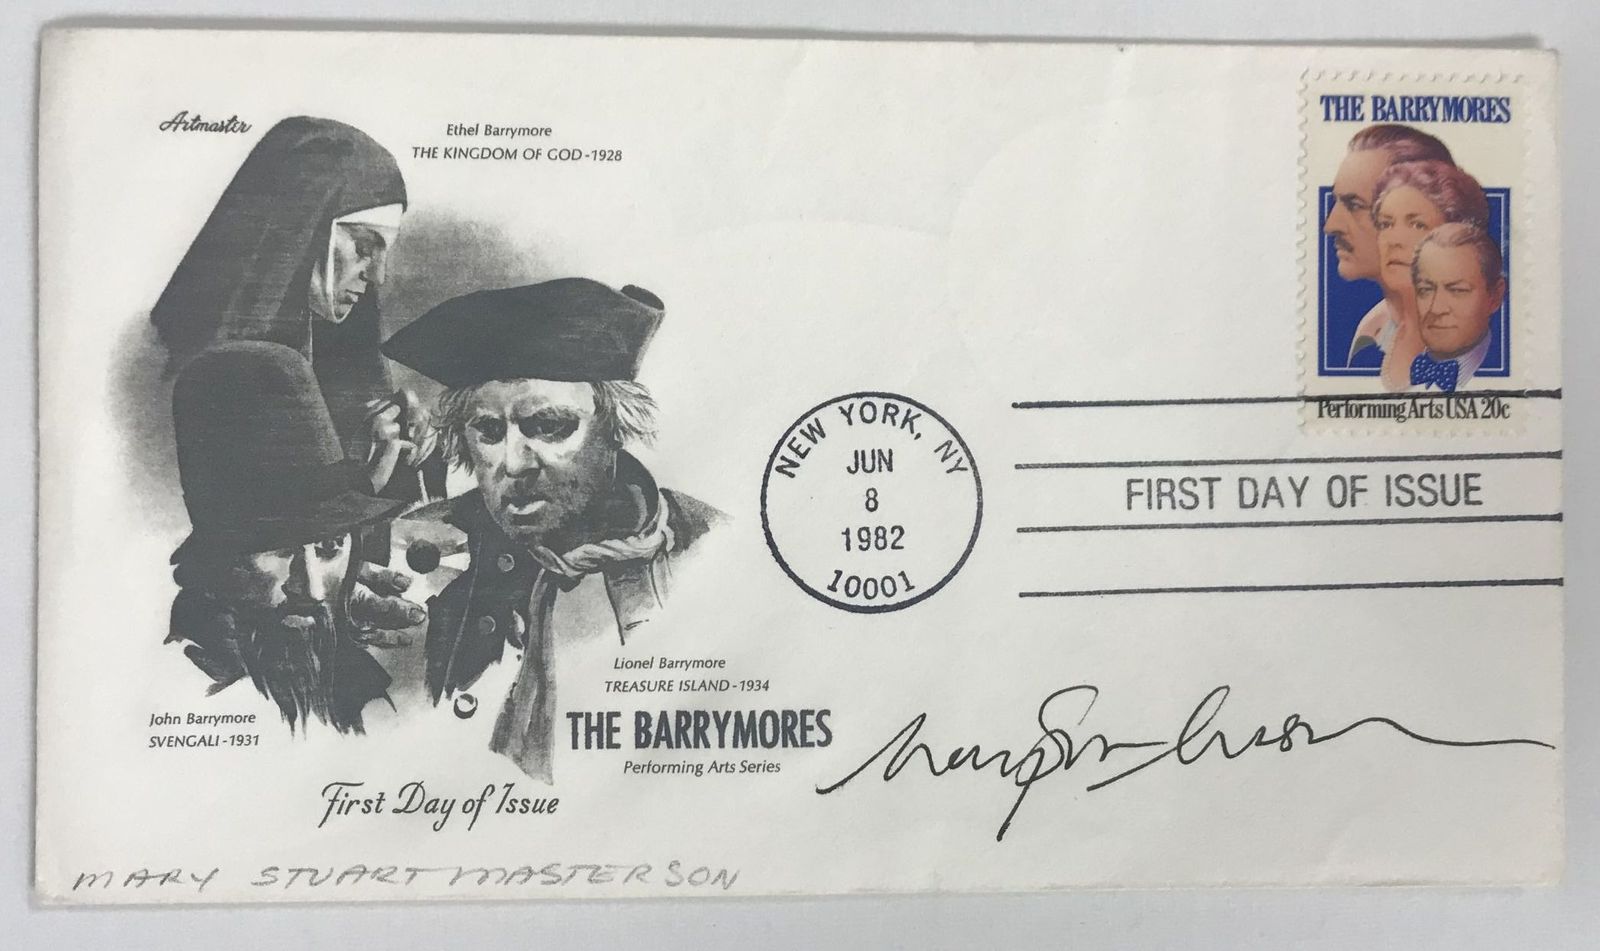 Artmaster
Ethel Barrymore
THE KINGDOM OF GOD-1928
THE BARRYMORES
Performing Arts USA 20c
NEW YORK, NY
JUN
8
1982
10001
FIRST DAY OF ISSUE
Lionel Barrymore
TREASURE ISLAND-1934
John Barrymore
SVENGALI-1931
THE BARRYMORES
Performing Arts Series
First Day of Issue
MARY STUART MASTERSON